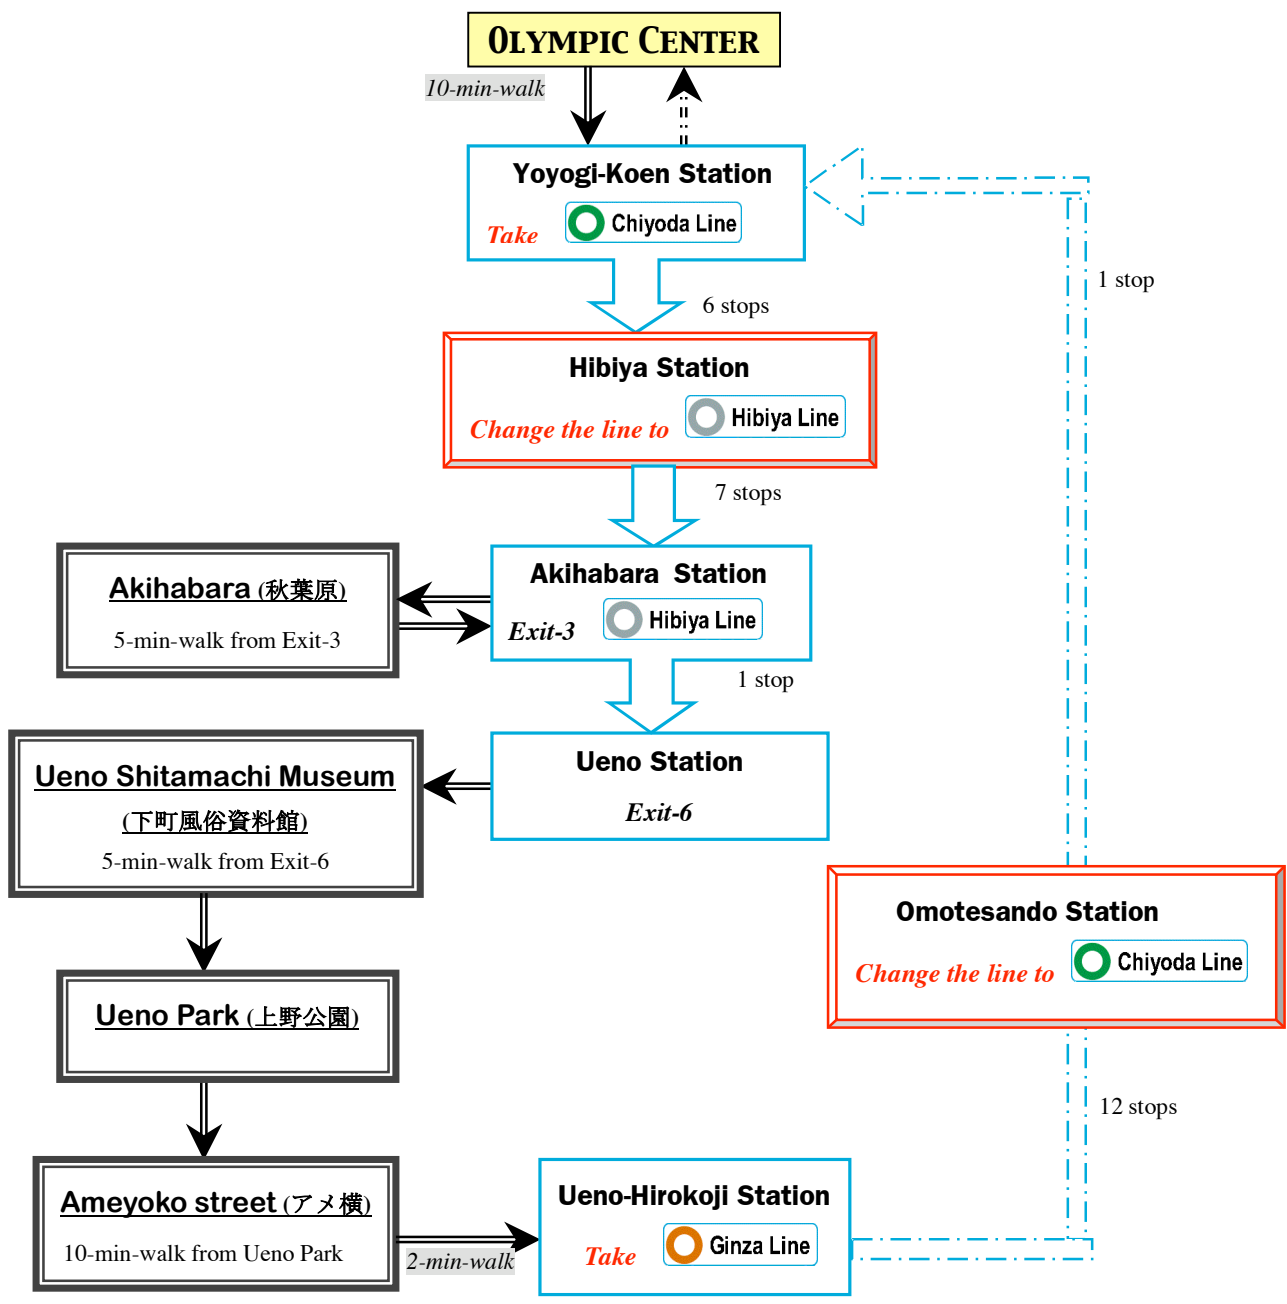 OLYMPIC CENTER
10-min-walk
Yoyogi-Koen Station
Take Chiyoda Line
1 stop
6 stops
Hibiya Station
Change the line to Hibiya Line
7 stops
Akihabara Station
Exit-3 Hibiya Line
Akihabara (秋葉原)
5-min-walk from Exit-3
1 stop
Ueno Station
Exit-6
Ueno Shitamachi Museum
(下町風俗資料館)
5-min-walk from Exit-6
Omotesando Station
Change the line to Chiyoda Line
Ueno Park (上野公園)
12 stops
Ameyoko street (アメ横)
10-min-walk from Ueno Park
2-min-walk
Ueno-Hirokoji Station
Take Ginza Line